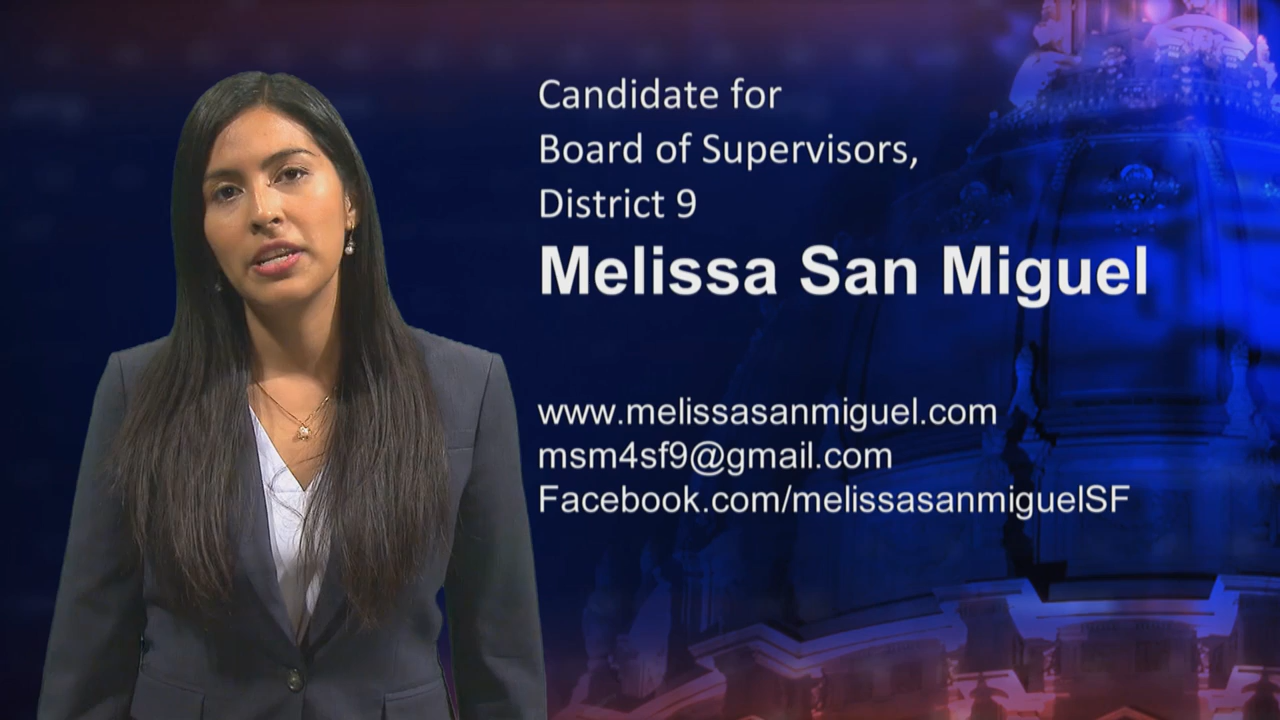 Candidate for
Board of Supervisors,
District 9
Melissa San Miguel
www.melissasanmiguel.com
msm4sf9@gmail.com
Facebook.com/melissasanmiguelSF